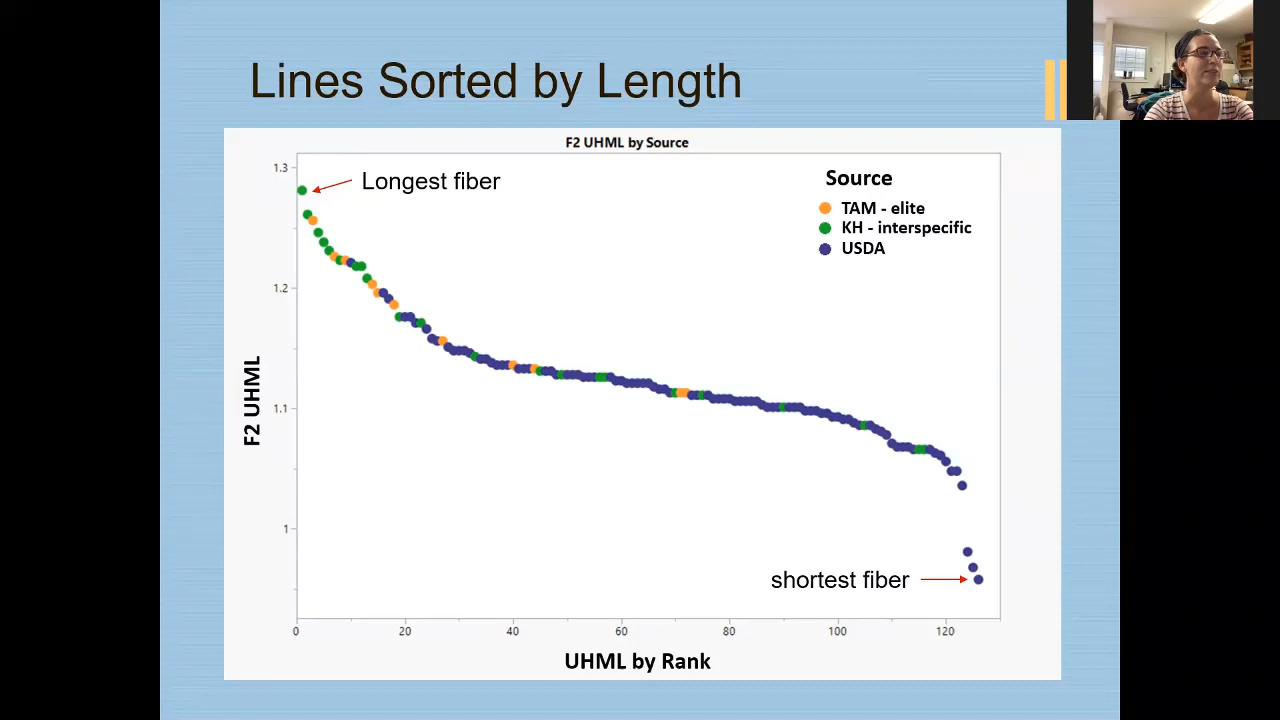 Lines Sorted by Length
F2 UHML by Source
1.3
1.2
1.1
1
F2 UHML
Longest fiber
Source
TAM - elite
KH - interspecific
USDA
shortest fiber
0 20 40 60 80 100 120
UHML by Rank